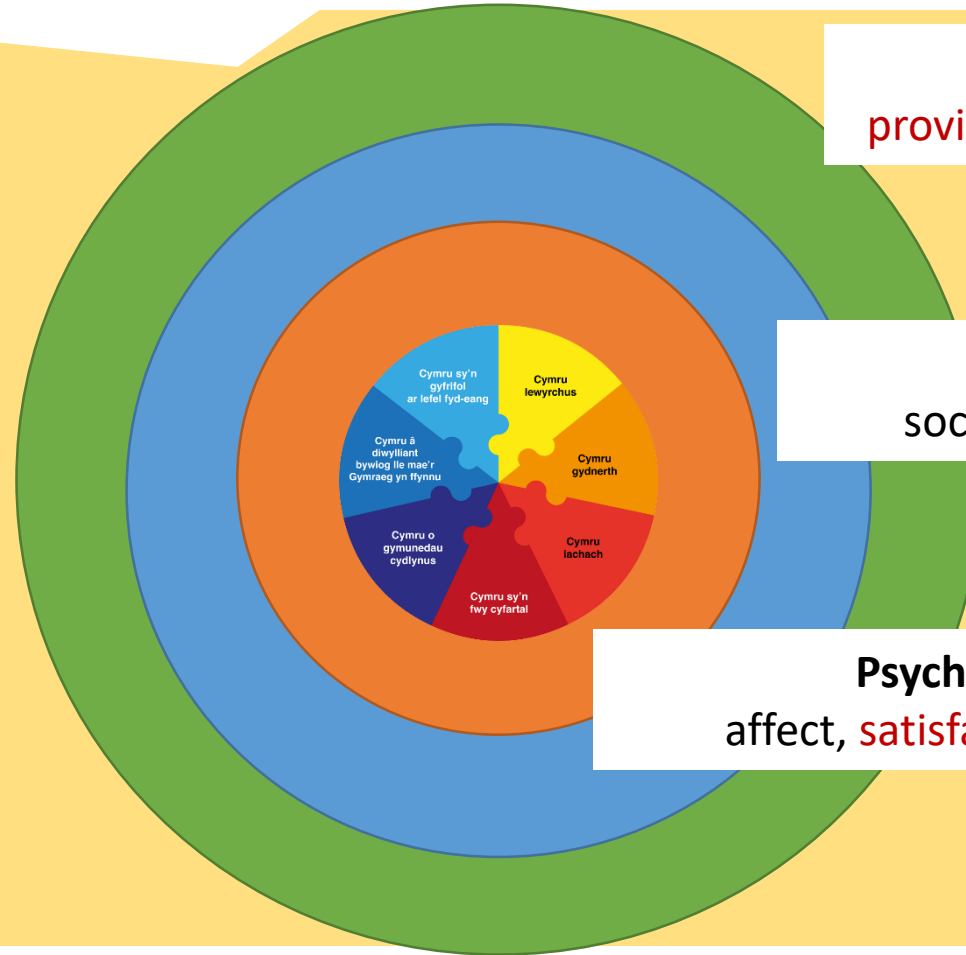 provi
Cymru sy'n
gyfrifol
ar lefel fyd-eang
Cymru
lewyrchus
soc
Cymru â
diwylliant
bywiog lle mae'r
Gymraeg yn ffynnu
Cymru
gydnerth
Cymru o
gymunedau
cydlynus
Cymru
iachach
Cymru sy'n
fwy cyfartal
Psych
affect, satisfa